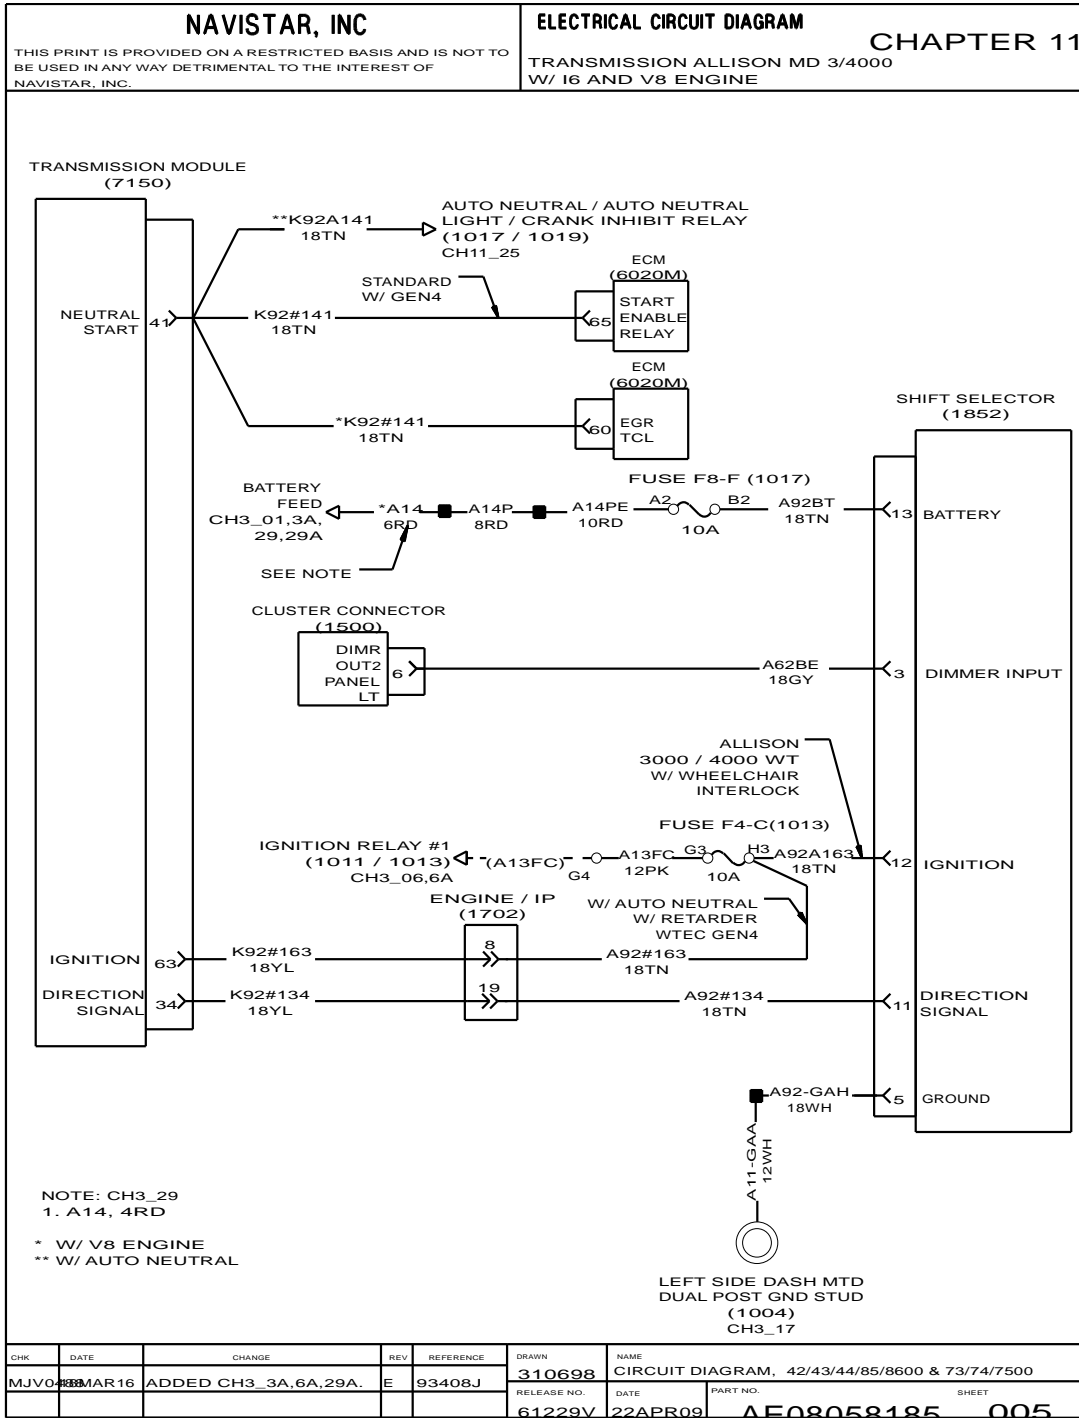 NAVISTAR, INC
THIS PRINT IS PROVIDED ON A RESTRICTED BASIS AND IS NOT TO
BE USED IN ANY WAY DETRIMENTAL TO THE INTEREST OF
NAVISTAR, INC.
ELECTRICAL CIRCUIT DIAGRAM
CHAPTER 11
TRANSMISSION ALLISON MD 3/4000
W/ I6 AND V8 ENGINE
TRANSMISSION MODULE
(7150)
**K92A141
18TN
AUTO NEUTRAL / AUTO NEUTRAL
LIGHT / CRANK INHIBIT RELAY
(1017 / 1019)
CH11_25
STANDARD
W/ GEN4
ECM
(6020M)
NEUTRAL
START
41
K92#141
18TN
65
START
ENABLE
RELAY
ECM
(6020M)
*K92#141
18TN
60
EGR
TCL
SHIFT SELECTOR
(1852)
BATTERY
FEED
CH3_01,3A,
29,29A
*A14
6RD
A14P
8RD
A14PE
10RD
FUSE F8-F (1017)
A2
B2
10A
A92BT
18TN
13
BATTERY
SEE NOTE
CLUSTER CONNECTOR
(1500)
DIMR
OUT2
PANEL
LT
6
A62BE
18GY
3
DIMMER INPUT
ALLISON
3000 / 4000 WT
W/ WHEELCHAIR
INTERLOCK
FUSE F4-C(1013)
IGNITION RELAY #1
(1011 / 1013)
CH3_06,6A
(A13FC)
G4
A13FC
12PK
G3
H3
10A
A92A163
18TN
12
IGNITION
ENGINE / IP
(1702)
W/ AUTO NEUTRAL
W/ RETARDER
WTEC GEN4
IGNITION
63
K92#163
18YL
8
A92#163
18TN
DIRECTION
SIGNAL
34
K92#134
18YL
19
A92#134
18TN
11
DIRECTION
SIGNAL
A92-GAH
18WH
5
GROUND
A11-GAA
12WH
LEFT SIDE DASH MTD
DUAL POST GND STUD
(1004)
CH3_17
NOTE: CH3_29
1. A14, 4RD
* W/ V8 ENGINE
** W/ AUTO NEUTRAL
CHK
DATE
CHANGE
REV
REFERENCE
ADDED CH3_3A,6A,29A.
E
93408J
DRAWN
310698
NAME
CIRCUIT DIAGRAM, 42/43/44/85/8600 & 73/74/7500
RELEASE NO.
61229V
DATE
22APR09
PART NO.
AE08058185
SHEET
005